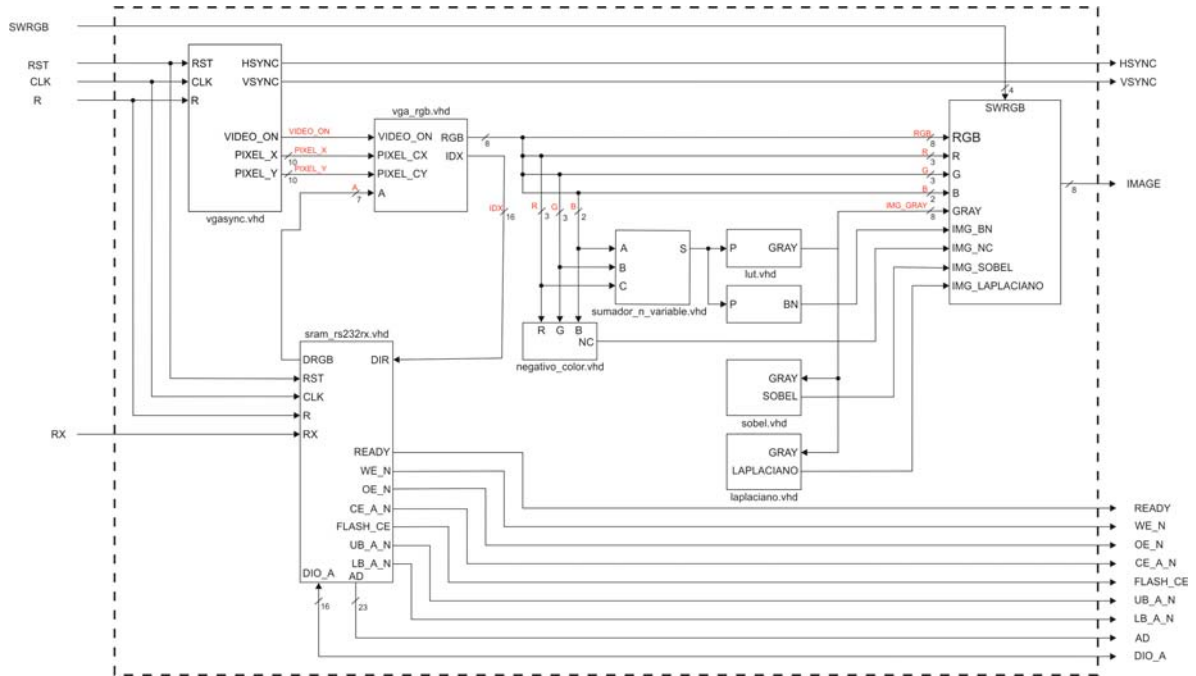 SWRGB
RST
CLK
R
RX
RST
CLK
R
HSYNC
VSYNC
VIDEO_ON
PIXEL_X
PIXEL_Y
vgasync.vhd
VIDEO_ON
PIXEL_X
10
PIXEL_Y
10
A
7
vga_rgb.vhd
VIDEO_ON
PIXEL_CX
PIXEL_CY
A
RGB
IDX
8
IDX
16
R
3
G
3
B
2
A
B
C
S
sumador_n_variable.vhd
R
G
B
NC
negativo_color.vhd
P
GRAY
lut.vhd
P
BN
GRAY
SOBEL
sobel.vhd
GRAY
LAPLACIANO
laplaciano.vhd
4
SWRGB
RGB
8
R
3
G
3
B
2
IMG_GRAY
8
RGB
R
G
B
GRAY
IMG_BN
IMG_NC
IMG_SOBEL
IMG_LAPLACIANO
8
sram_rs232rx.vhd
DRGB
RST
CLK
R
RX
DIR
READY
WE_N
OE_N
CE_A_N
FLASH_CE
UB_A_N
LB_A_N
DIO_A
AD
16
23
HSYNC
VSYNC
IMAGE
READY
WE_N
OE_N
CE_A_N
FLASH_CE
UB_A_N
LB_A_N
AD
DIO_A